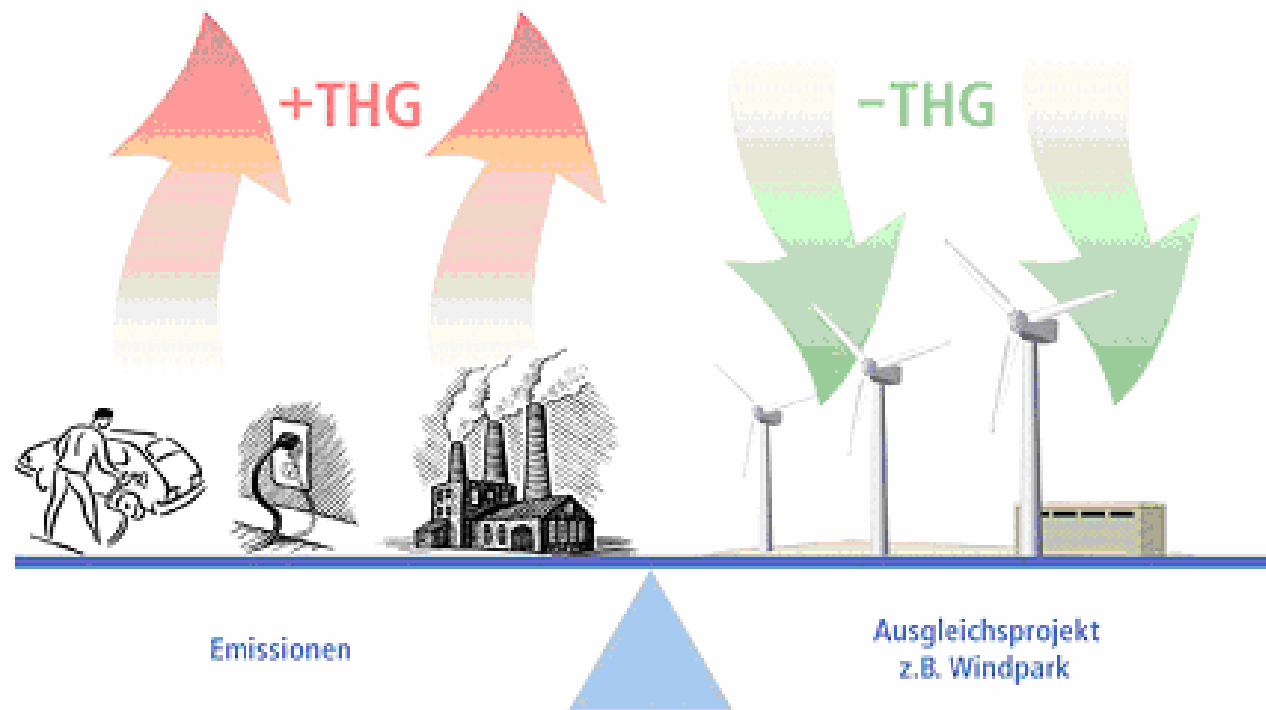 +THG
−THG
Emissionen
Ausgleichsprojekt
z.B. Windpark